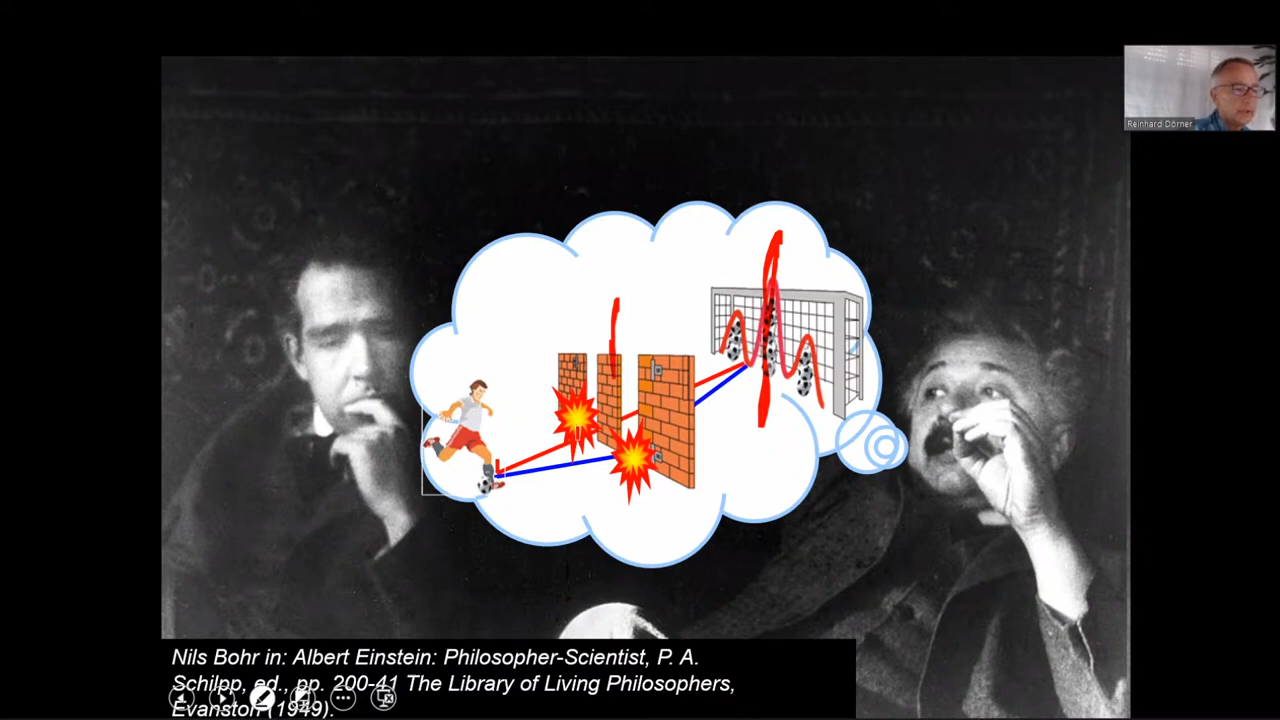 Reinhard Dörner
Nils Bohr in: Albert Einstein: Philosopher-Scientist, P. A.
Schilpp, ed., pp. 200-41 The Library of Living Philosophers,
Evanston (1949).